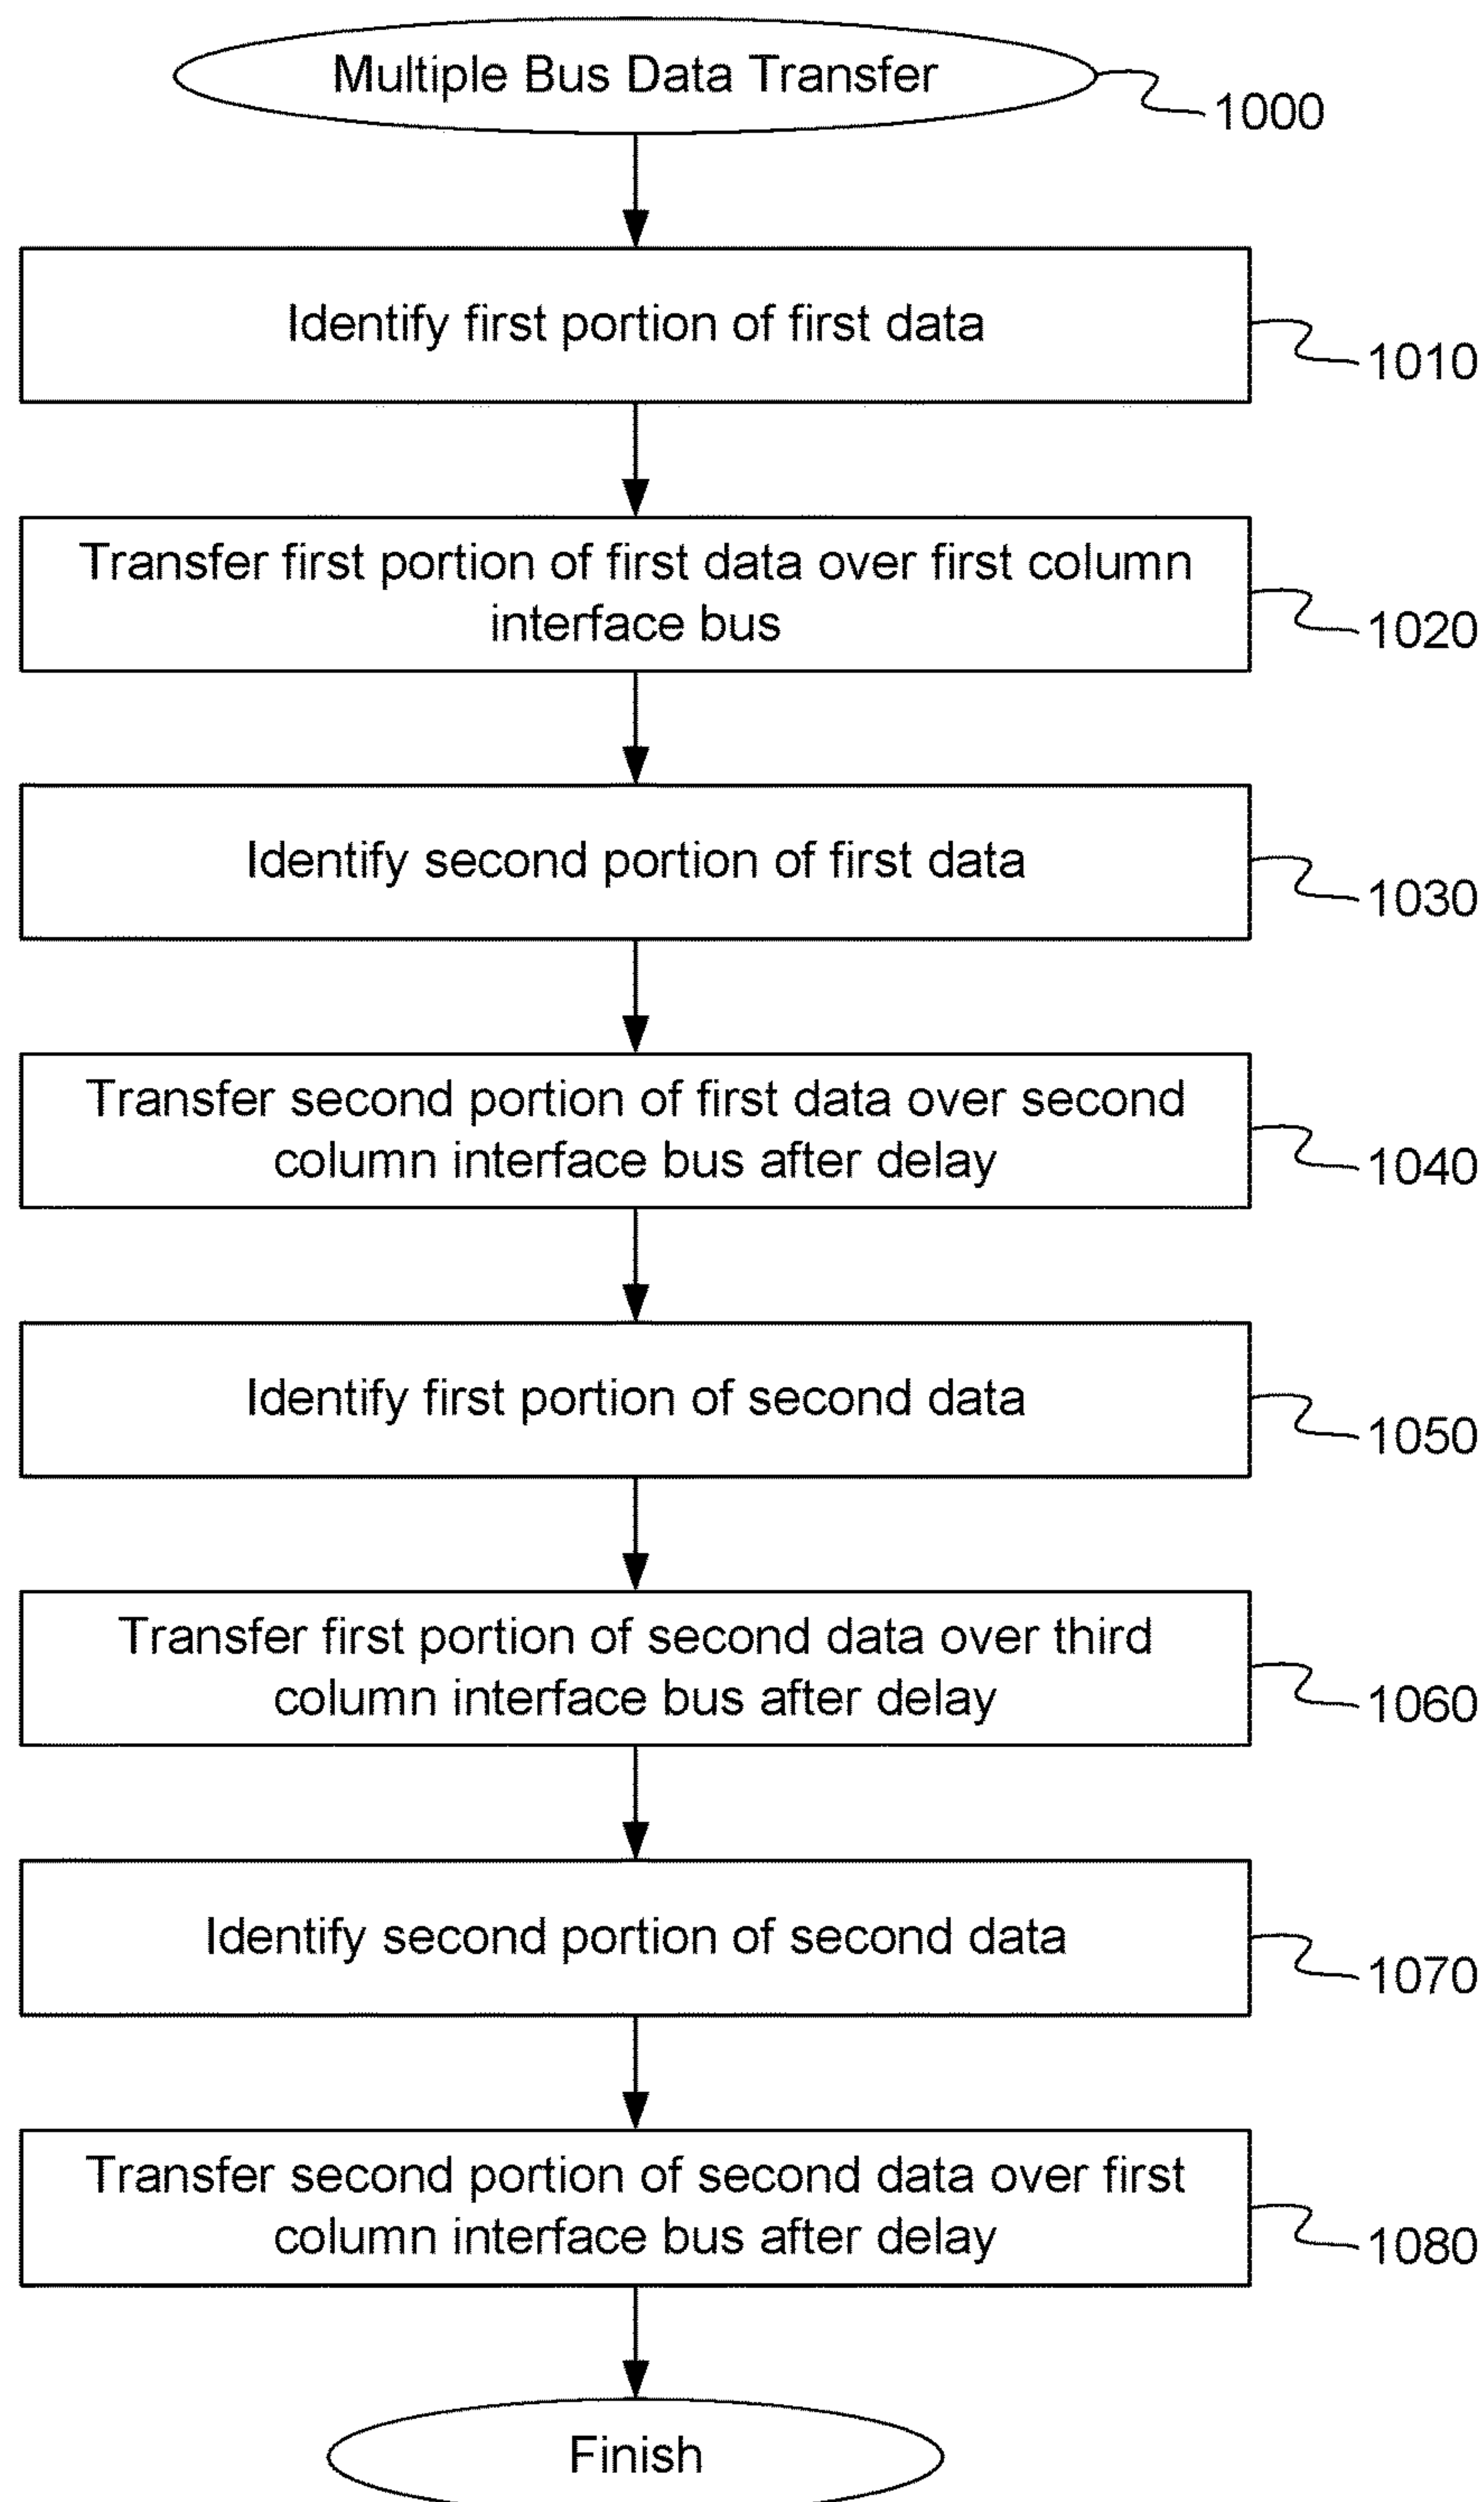 Multiple Bus Data Transfer
1000
Identify first portion of first data
1010
Transfer first portion of first data over first column
interface bus
1020
Identify second portion of first data
1030
Transfer second portion of first data over second
column interface bus after delay
1040
Identify first portion of second data
1050
Transfer first portion of second data over third
column interface bus after delay
1060
Identify second portion of second data
1070
Transfer second portion of second data over first
column interface bus after delay
1080
Finish